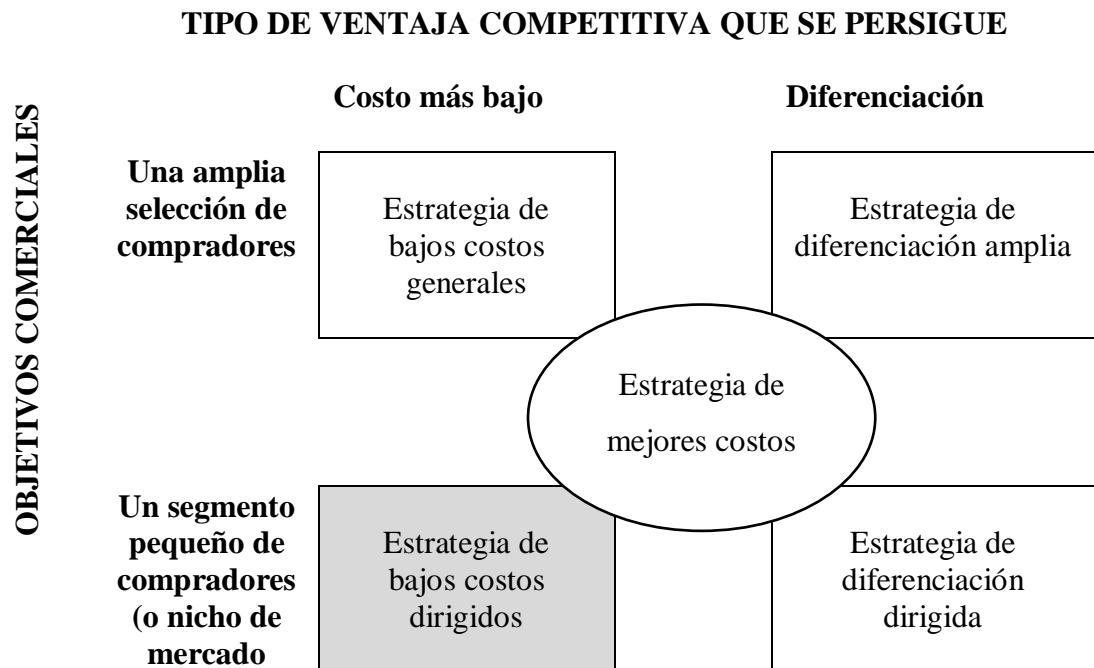 TIPO DE VENTAJA COMPETITIVA QUE SE PERSIGUE
Costo más bajo
Diferenciación
OBJETIVOS COMERCIALES
Una amplia
selección de
compradores
Estrategia de
bajos costos
generales
Estrategia de
diferenciación amplia
Estrategia de
mejores costos
Un segmento
pequeño de
compradores
(o nicho de
mercado
Estrategia de
bajos costos
dirigidos
Estrategia de
diferenciación
dirigida